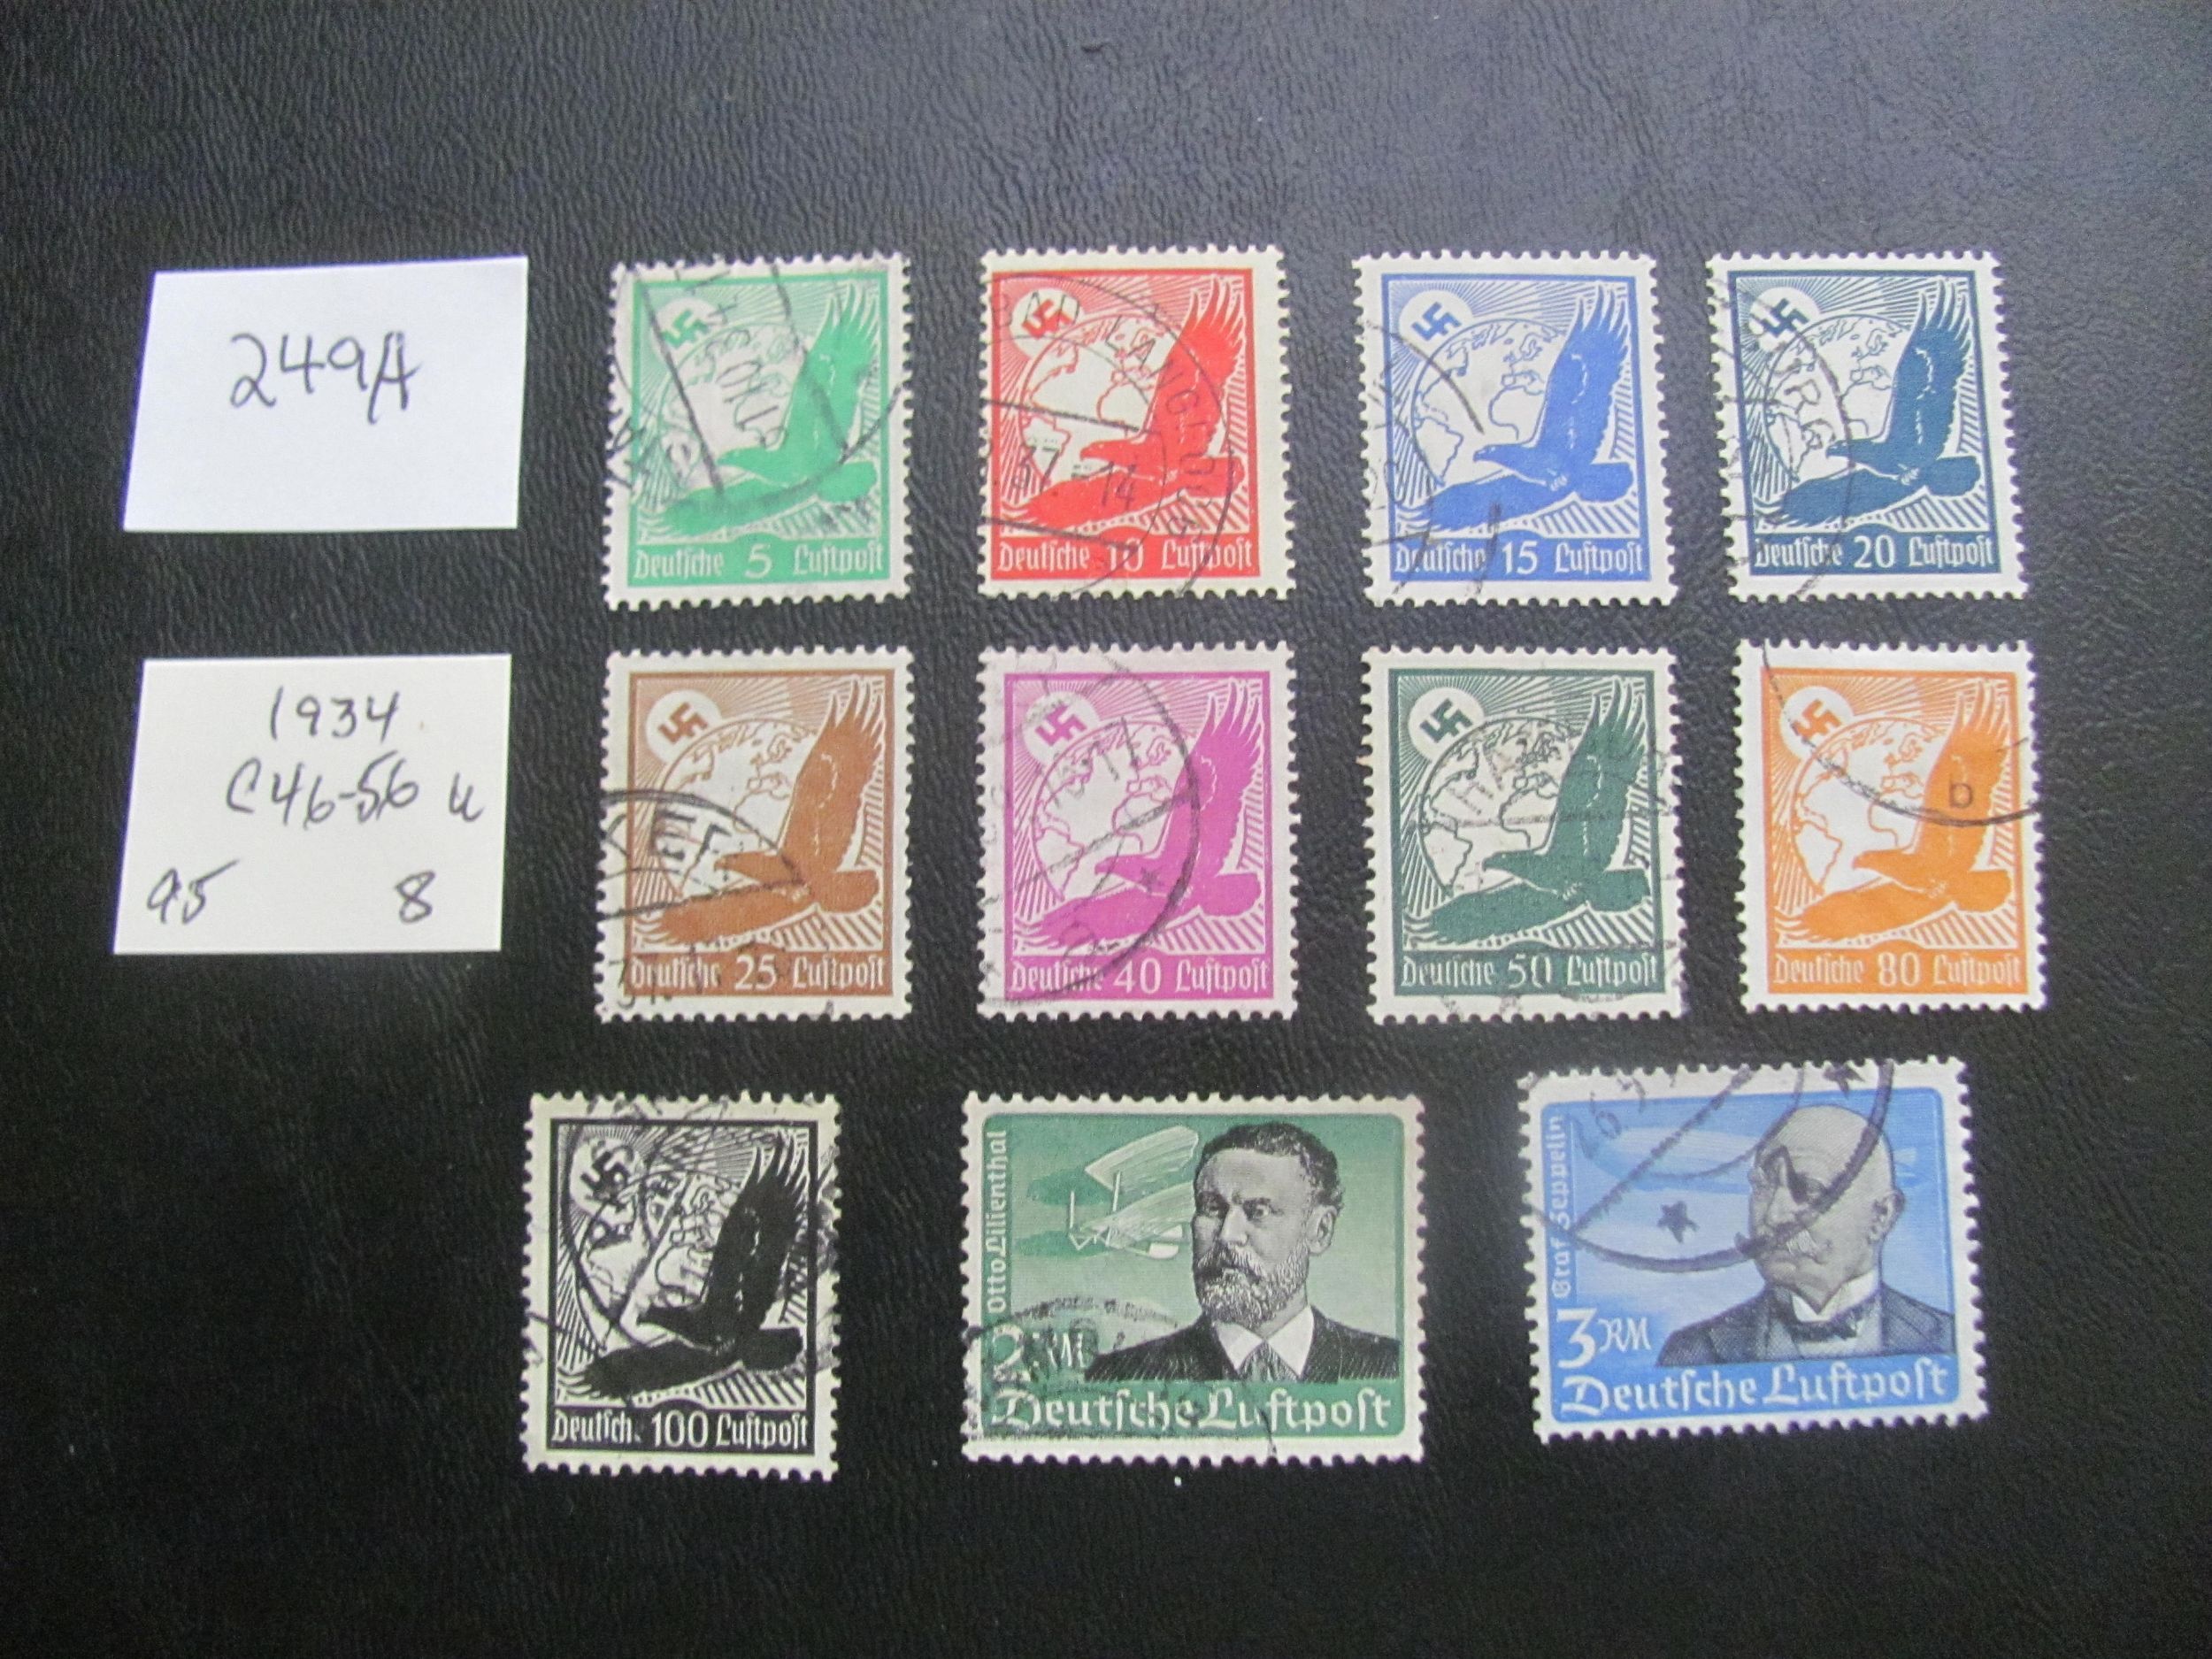 249A
1934
C46-56 u
95 8
Deutsche 5 Luftpost
Deutsche 10 Luftpost
37.-14
Deutsche 15 Luftpost
Deutsche 20 Luftpost
Deutsche 25 Luftpost
Deutsche 40 Luftpost
Deutsche 50 Luftpost
b
Deutsche 80 Luftpost
Deutsche 100 Luftpost
Otto Lilienthal
2 RM
Deutsche Luftpost
Graf Zeppelin
3 RM
Deutsche Luftpost